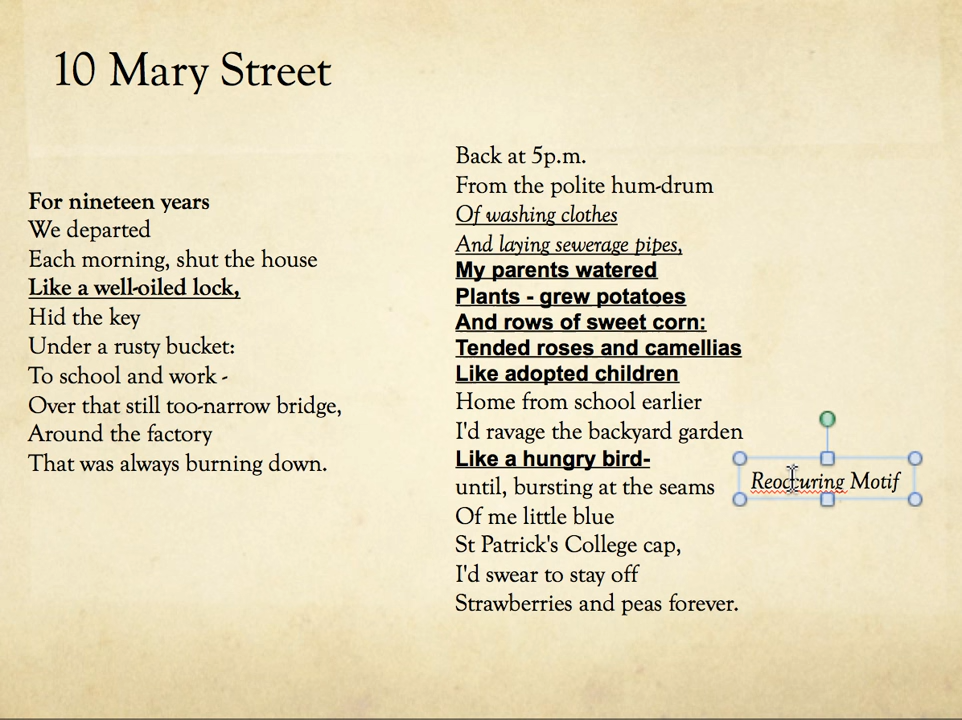 10 Mary Street
For nineteen years
We departed
Each morning, shut the house
Like a well-oiled lock,
Hid the key
Under a rusty bucket:
To school and work -
Over that still too-narrow bridge,
Around the factory
That was always burning down.
Back at 5p.m.
From the polite hum-drum
Of washing clothes
And laying sewerage pipes,
My parents watered
Plants - grew potatoes
And rows of sweet corn:
Tended roses and camellias
Like adopted children
Home from school earlier
I'd ravage the backyard garden
Like a hungry bird-
until, bursting at the seams
Of me little blue
St Patrick's College cap,
I'd swear to stay off
Strawberries and peas forever.
Reoccuring Motif